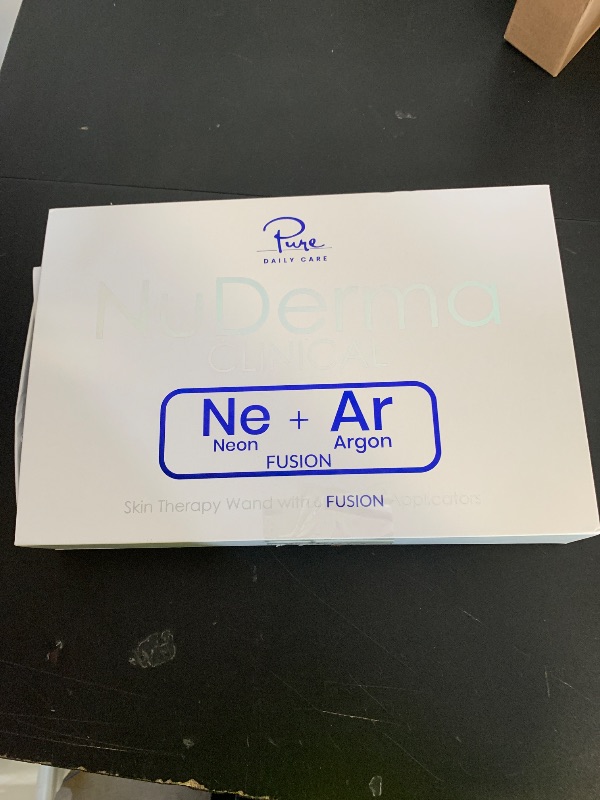 Pure
DAILY CARE
NuDerma
CLINICAL
Ne + Ar
Neon Argon
FUSION
Skin Therapy Wand with FUSION